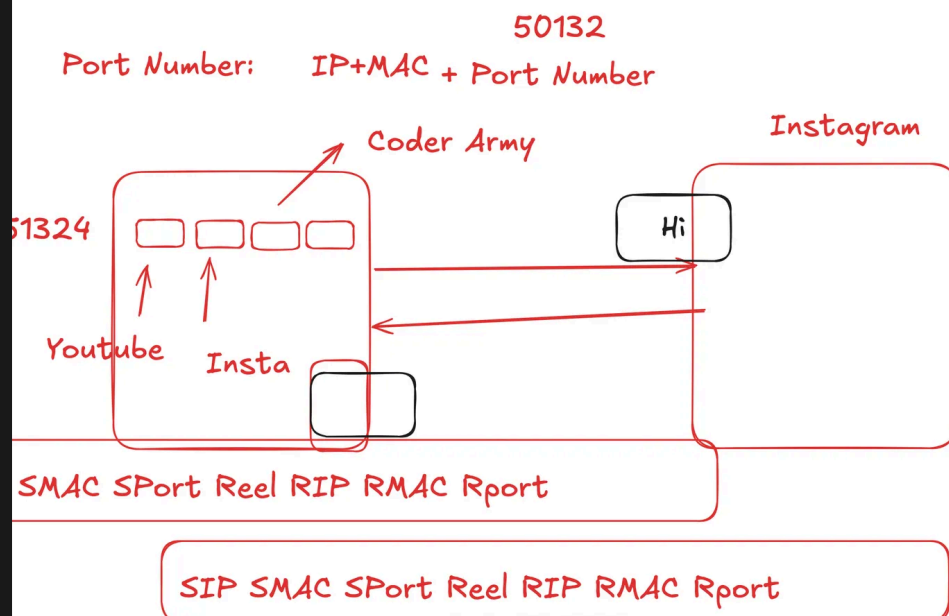 50132
Port Number: IP+MAC + Port Number
Instagram
Coder Army
51324
Hi
Youtube
Insta
SMAC SPort Reel RIP RMAC Rport
SIP SMAC SPort Reel RIP RMAC Rport